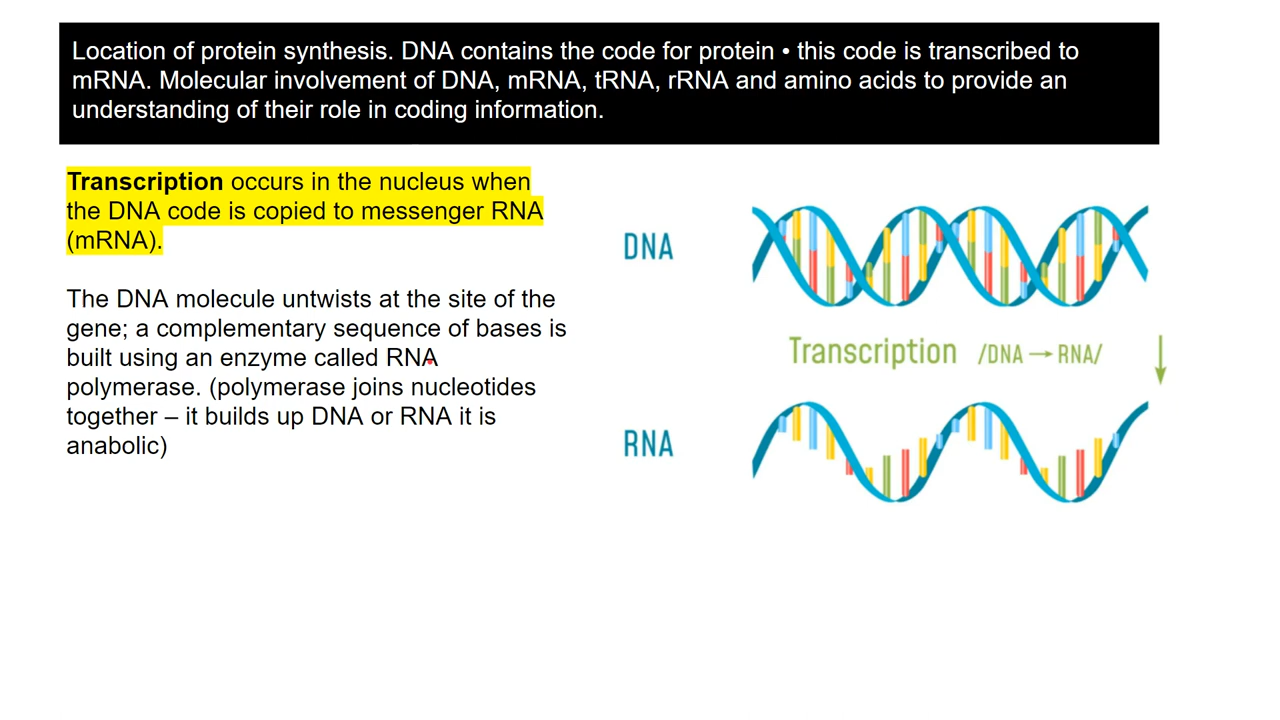 Location of protein synthesis. DNA contains the code for protein • this code is transcribed to
mRNA. Molecular involvement of DNA, mRNA, tRNA, rRNA and amino acids to provide an
understanding of their role in coding information.
Transcription occurs in the nucleus when
the DNA code is copied to messenger RNA
(mRNA).
The DNA molecule untwists at the site of the
gene; a complementary sequence of bases is
built using an enzyme called RNA
polymerase. (polymerase joins nucleotides
together – it builds up DNA or RNA it is
anabolic)
DNA
Transcription /DNA → RNA/
RNA